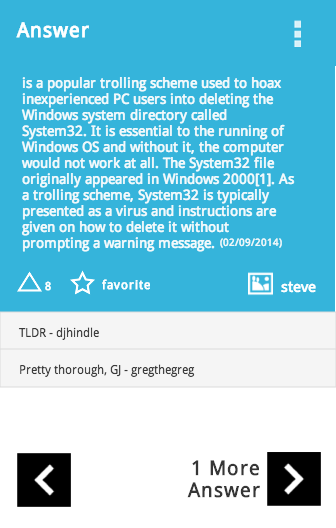 Answer
is a popular trolling scheme used to hoax
inexperienced PC users into deleting the
Windows system directory called
System32. It is essential to the running of
Windows OS and without it, the computer
would not work at all. The System32 file
originally appeared in Windows 2000[1]. As
a trolling scheme, System32 is typically
presented as a virus and instructions are
given on how to delete it without
prompting a warning message. (02/09/2014)
8 favorite steve
TLDR - djhindle
Pretty thorough, GJ - gregthegreg
1 More
Answer